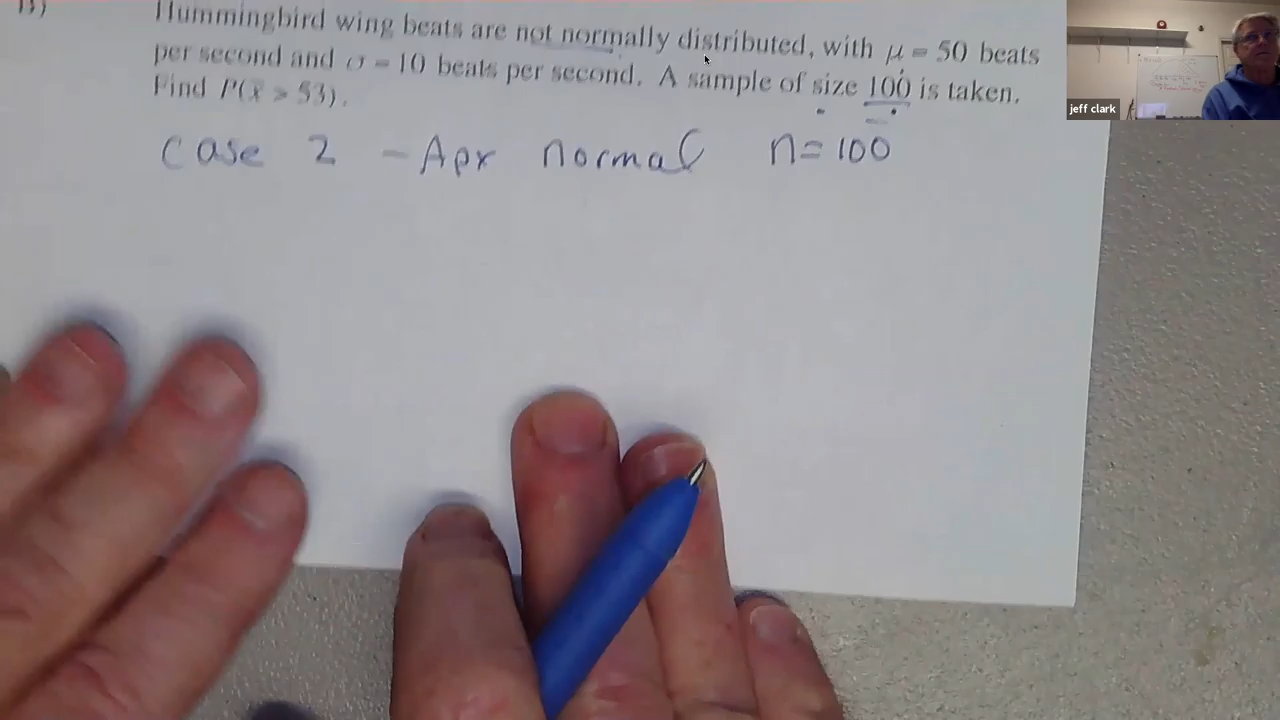 Hummingbird wing beats are not normally distributed, with μ = 50 beats
per second and σ = 10 beats per second. A sample of size 100 is taken.
Find P(x̄ > 53).
Case 2 - Apx normal n=100
jeff clark